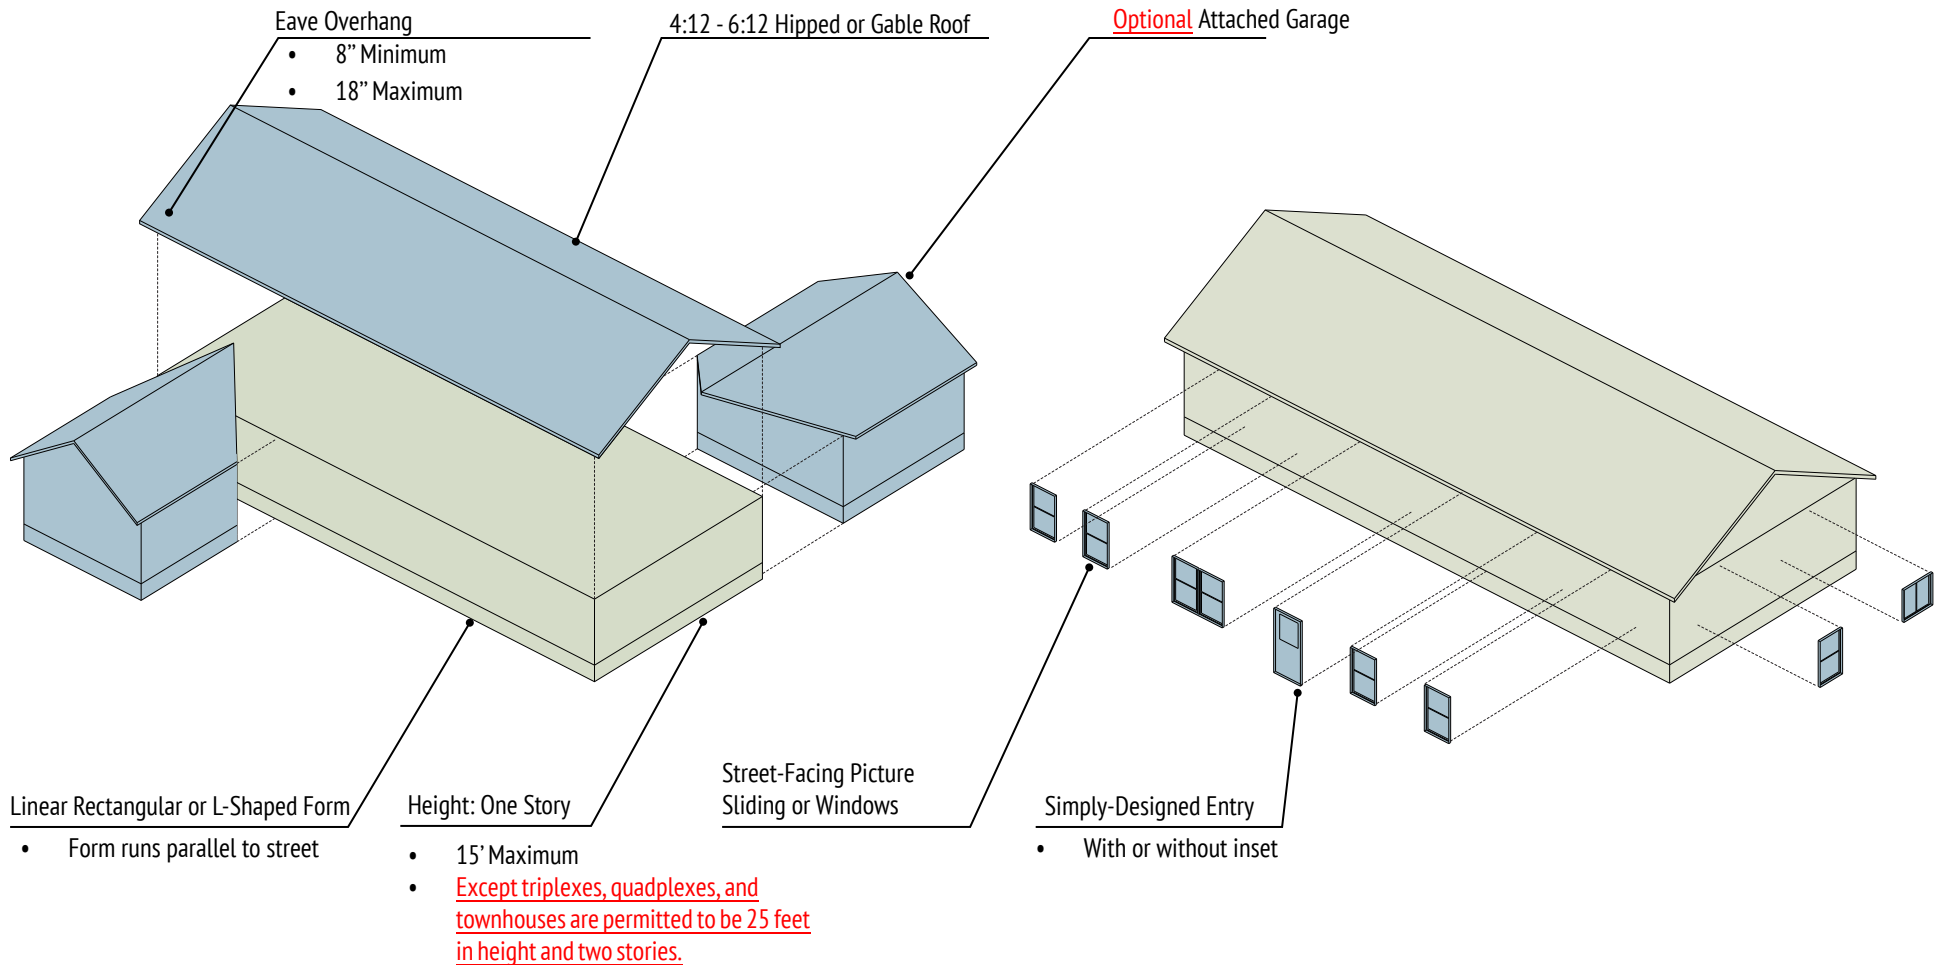 Eave Overhang
• 8” Minimum
• 18” Maximum
4:12 - 6:12 Hipped or Gable Roof
Optional Attached Garage
Linear Rectangular or L-Shaped Form
• Form runs parallel to street
Height: One Story
• 15’ Maximum
• Except triplexes, quadplexes, and
townhouses are permitted to be 25 feet
in height and two stories.
Street-Facing Picture
Sliding or Windows
Simply-Designed Entry
• With or without inset